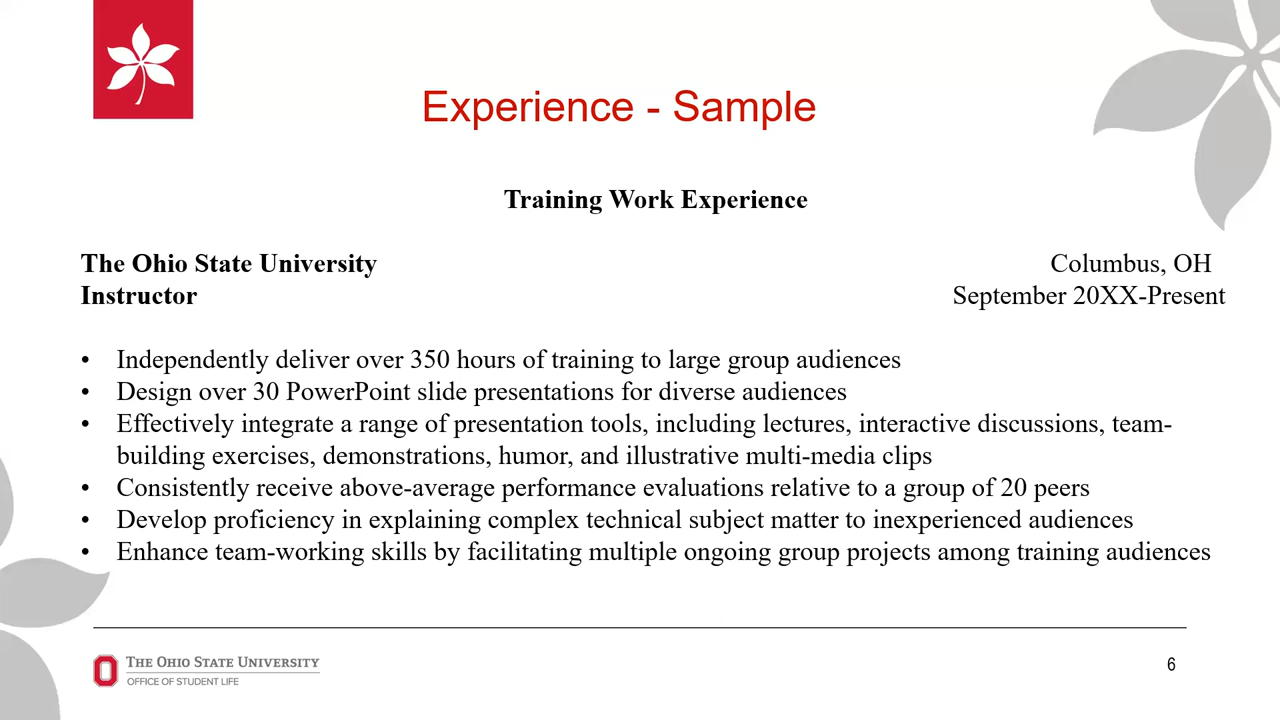 Experience - Sample
Training Work Experience
The Ohio State University Columbus, OH
Instructor September 20XX-Present
• Independently deliver over 350 hours of training to large group audiences
• Design over 30 PowerPoint slide presentations for diverse audiences
• Effectively integrate a range of presentation tools, including lectures, interactive discussions, team-
building exercises, demonstrations, humor, and illustrative multi-media clips
• Consistently receive above-average performance evaluations relative to a group of 20 peers
• Develop proficiency in explaining complex technical subject matter to inexperienced audiences
• Enhance team-working skills by facilitating multiple ongoing group projects among training audiences
THE OHIO STATE UNIVERSITY
OFFICE OF STUDENT LIFE
6